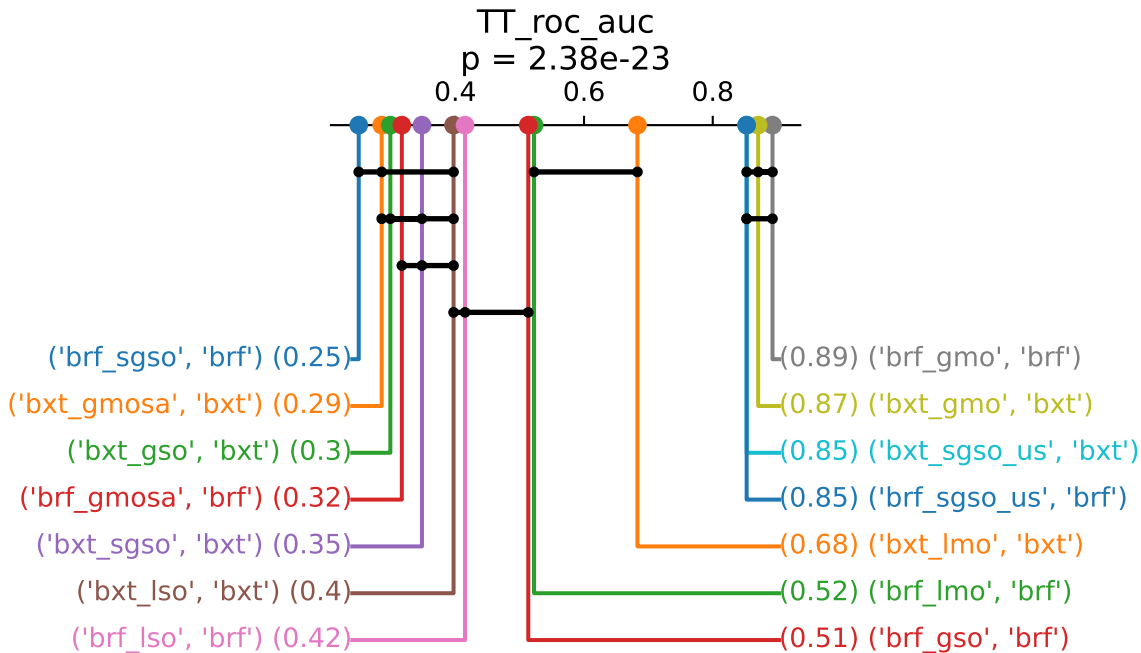 TT_roc_auc
p = 2.38e-23
0.4 0.6 0.8
('brf_sgso', 'brf') (0.25)
(0.89) ('brf_gmo', 'brf')
('bxt_gmosa', 'bxt') (0.29)
(0.87) ('bxt_gmo', 'bxt')
('bxt_gso', 'bxt') (0.3)
(0.85) ('bxt_sgso_us', 'bxt')
('brf_gmosa', 'brf') (0.32)
(0.85) ('brf_sgso_us', 'brf')
('bxt_sgso', 'bxt') (0.35)
(0.68) ('bxt_lmo', 'bxt')
('bxt_lso', 'bxt') (0.4)
(0.52) ('brf_lmo', 'brf')
('brf_lso', 'brf') (0.42)
(0.51) ('brf_gso', 'brf')